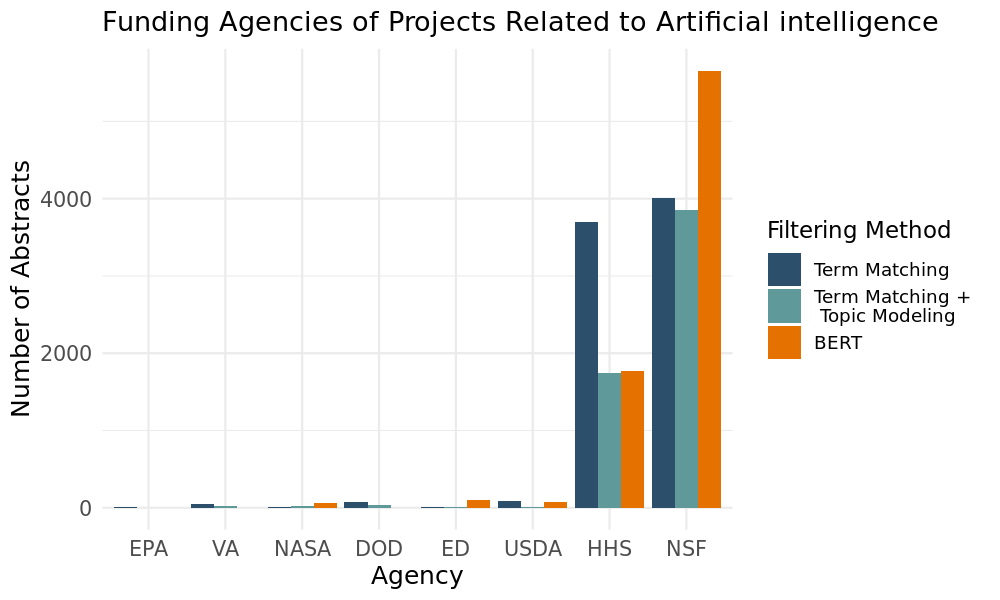 Funding Agencies of Projects Related to Artificial intelligence
Number of Abstracts
4000
2000
0
EPA VA NASA DOD ED USDA HHS NSF
Agency
Filtering Method
Term Matching
Term Matching +
Topic Modeling
BERT